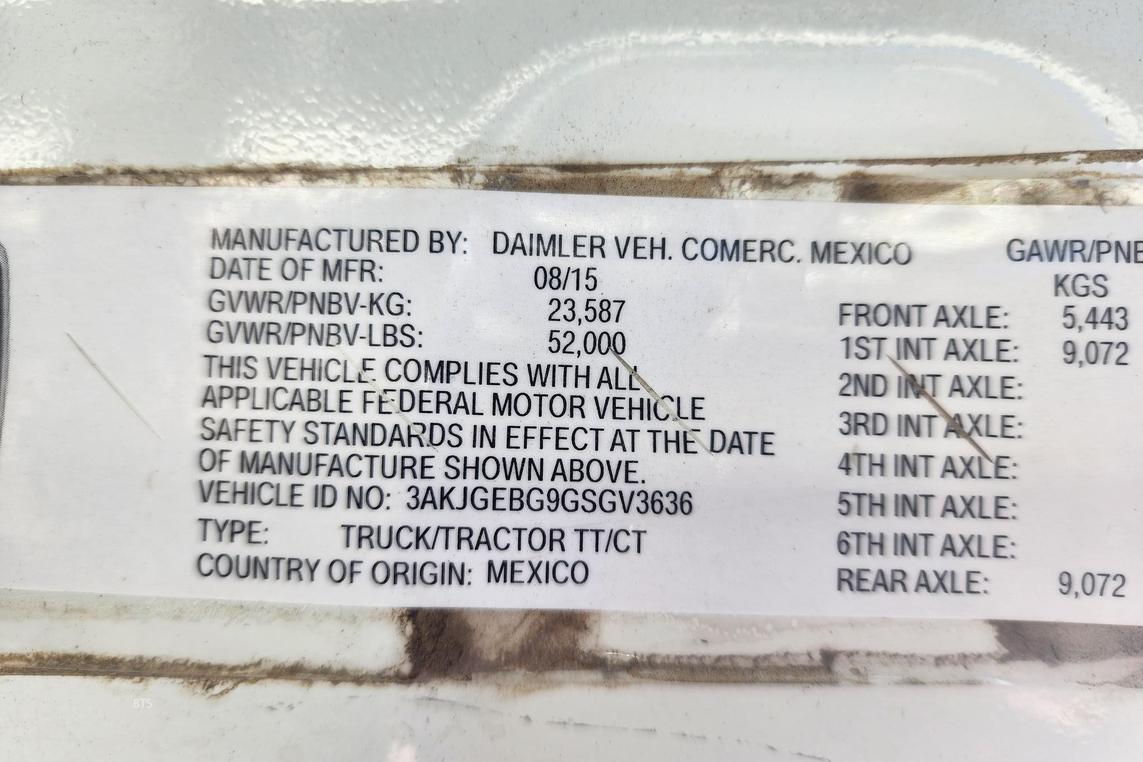 MANUFACTURED BY: DAIMLER VEH. COMERC. MEXICO
DATE OF MFR: 08/15
GVWR/PNBV-KG: 23,587
GVWR/PNBV-LBS: 52,000
THIS VEHICLE COMPLIES WITH ALL
APPLICABLE FEDERAL MOTOR VEHICLE
SAFETY STANDARDS IN EFFECT AT THE DATE
OF MANUFACTURE SHOWN ABOVE.
VEHICLE ID NO: 3AKJGEBG9GSGV3636
TYPE: TRUCK/TRACTOR TT/CT
COUNTRY OF ORIGIN: MEXICO
GAWR/PNB
KGS
FRONT AXLE: 5,443
1ST INT AXLE: 9,072
2ND INT AXLE:
3RD INT AXLE:
4TH INT AXLE:
5TH INT AXLE:
6TH INT AXLE:
REAR AXLE: 9,072
BTS